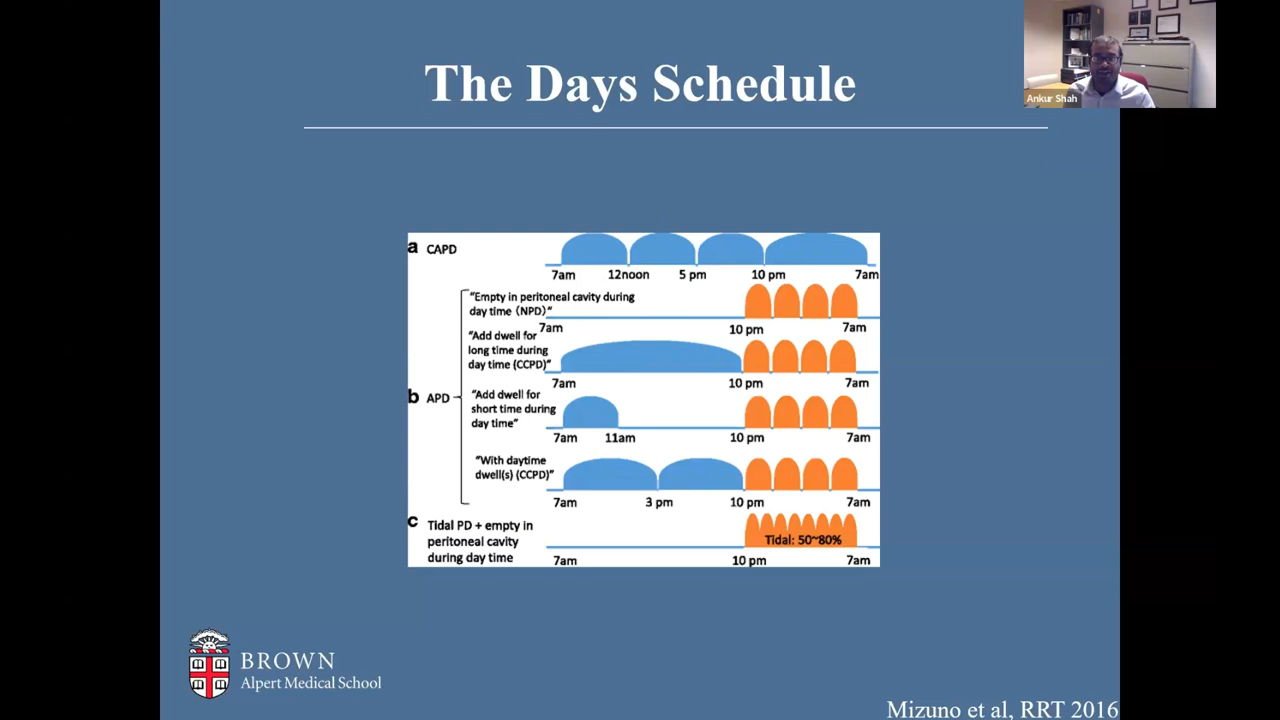 The Days Schedule
Ankur Shah
a CAPD
7am 12noon 5 pm 10 pm 7am
"Empty in peritoneal cavity during
day time (NPD)"
7am 10 pm 7am
"Add dwell for
long time during
day time (CCPD)"
7am 10 pm 7am
b APD
"Add dwell for
short time during
day time"
7am 11am 10 pm 7am
"With daytime
dwell(s) (CCPD)"
7am 3 pm 10 pm 7am
c Tidal PD + empty in
peritoneal cavity
during day time
Tidal: 50~80%
7am 10 pm 7am
BROWN
Alpert Medical School
Mizuno et al, RRT 2016